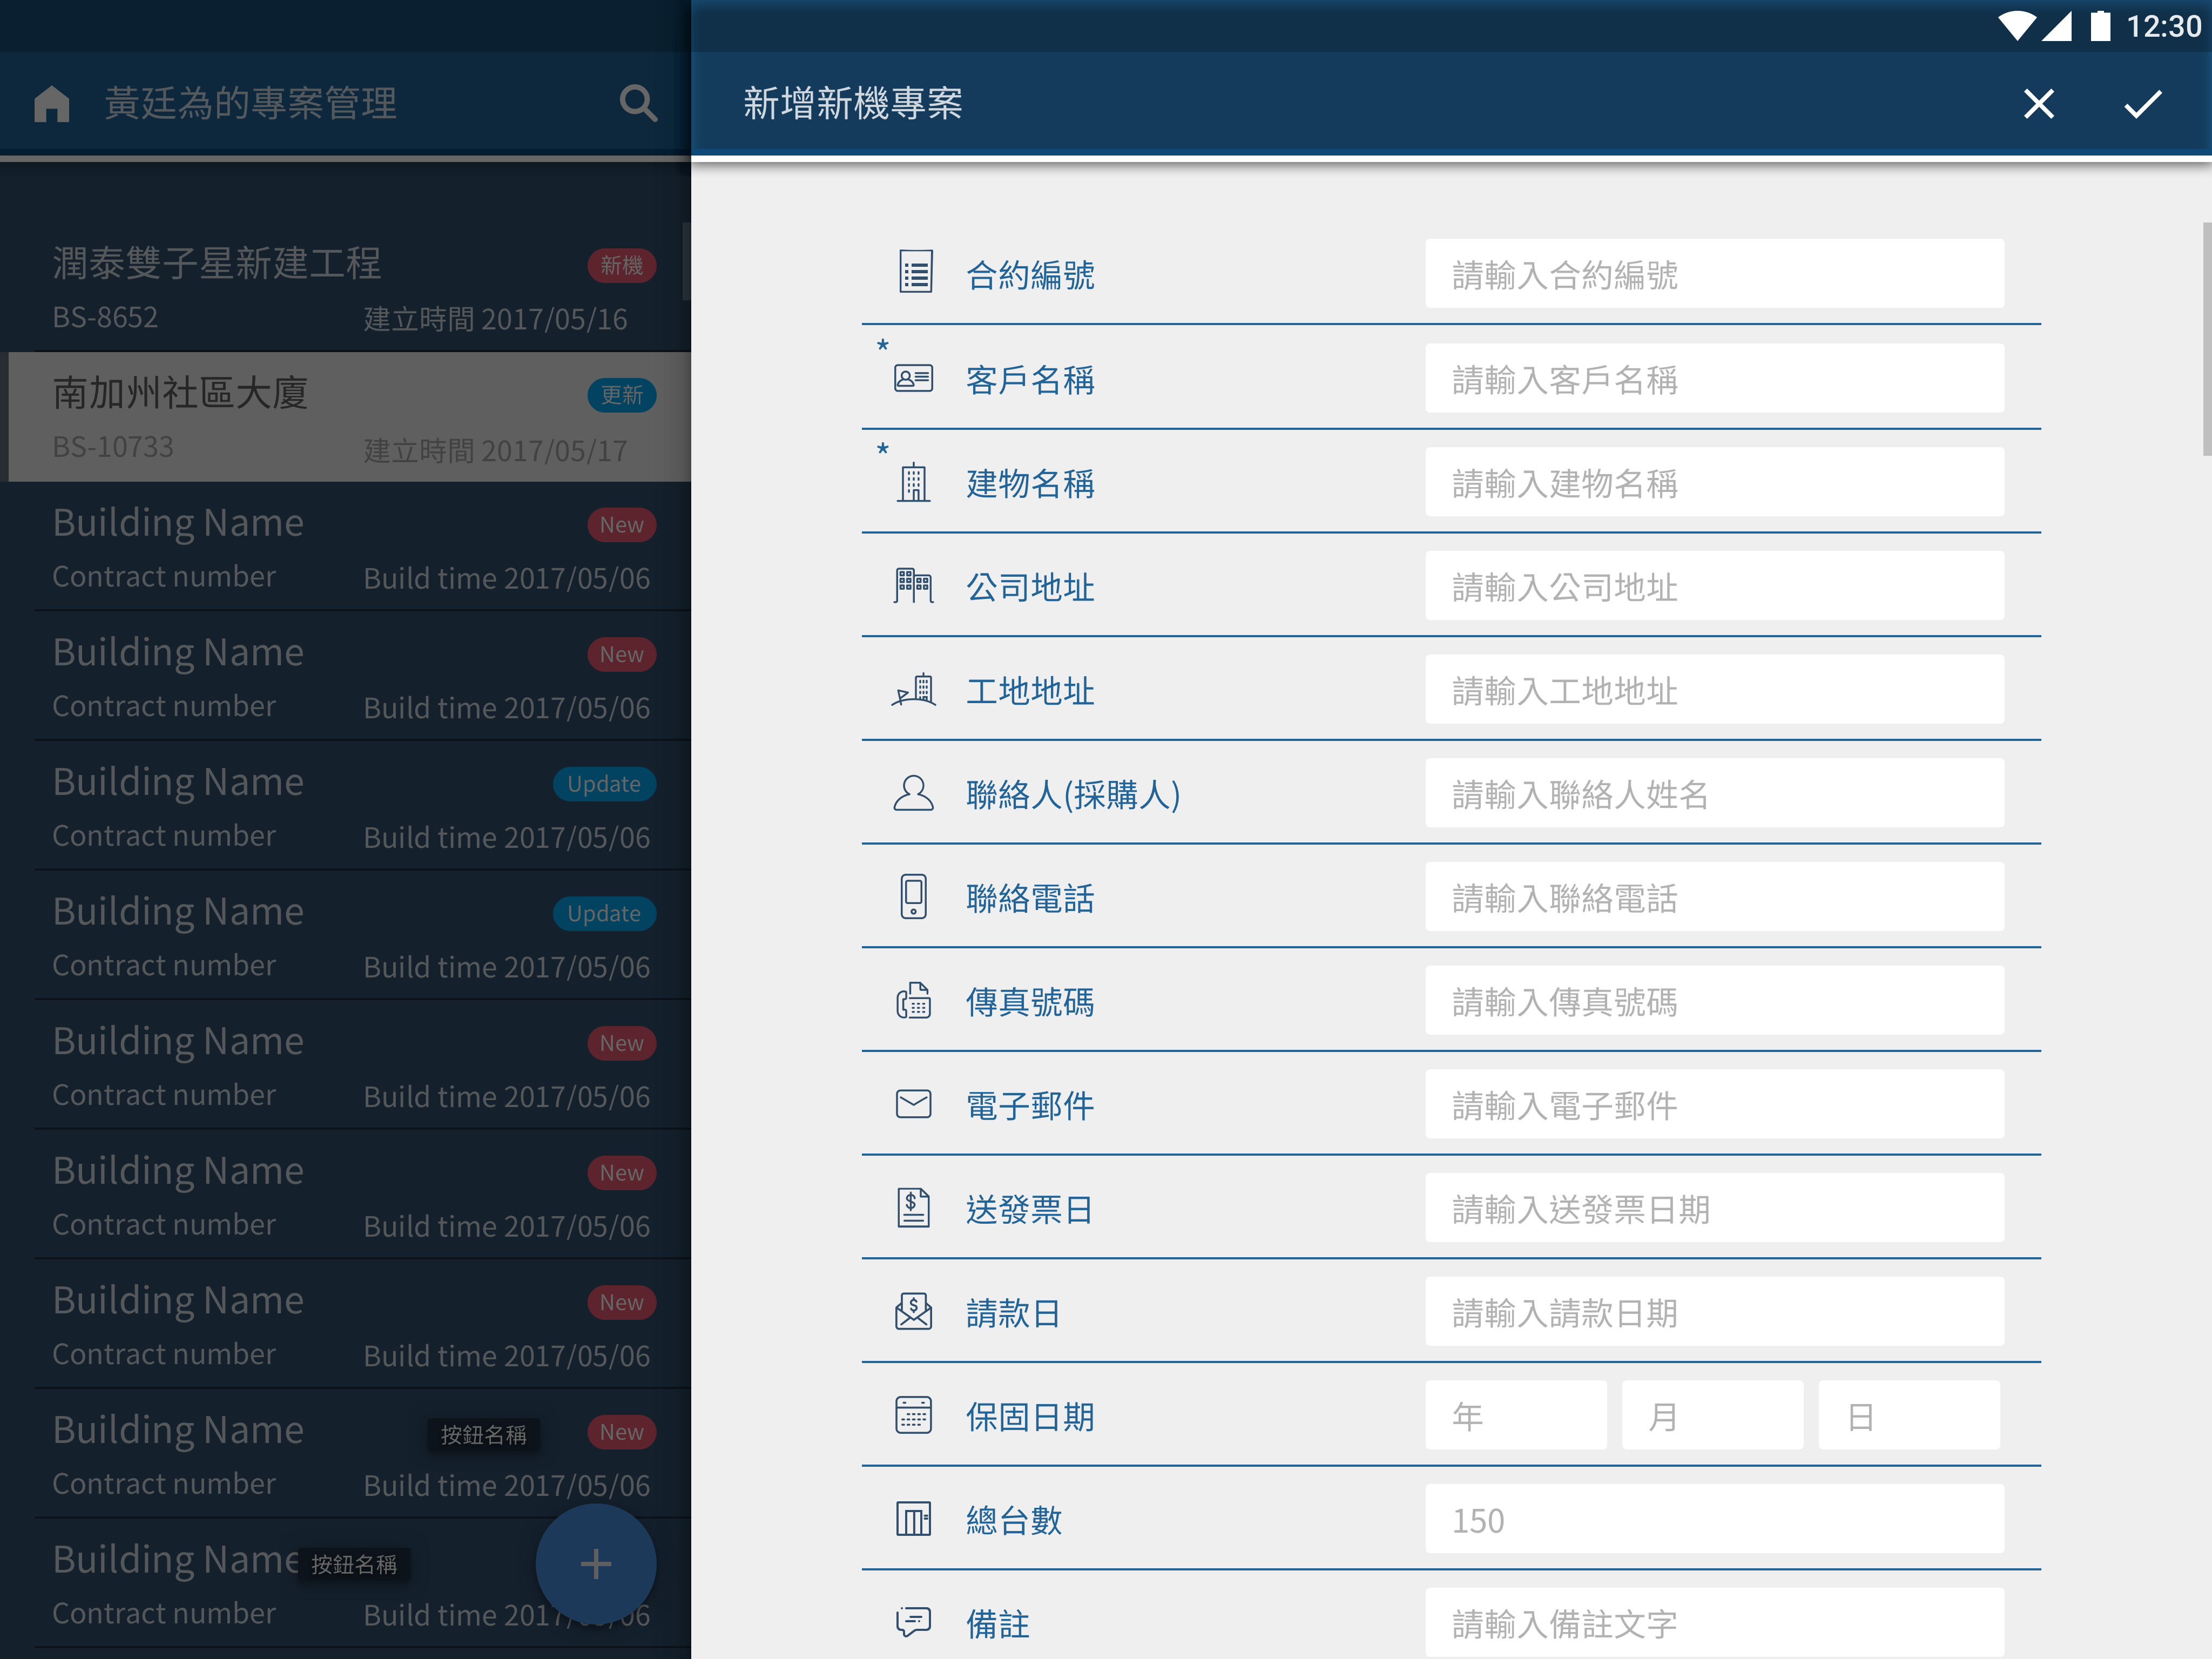 12:30
黃廷為的專案管理
潤泰雙子星新建工程
新機
BS-8652
建立時間 2017/05/16
南加州社區大廈
更新
BS-10733
建立時間 2017/05/17
Building Name
New
Contract number
Build time 2017/05/06
Building Name
New
Contract number
Build time 2017/05/06
Building Name
Update
Contract number
Build time 2017/05/06
Building Name
Update
Contract number
Build time 2017/05/06
Building Name
New
Contract number
Build time 2017/05/06
Building Name
New
Contract number
Build time 2017/05/06
Building Name
New
Contract number
Build time 2017/05/06
Building Name
按鈕名稱
New
Contract number
Build time 2017/05/06
Building Name
按鈕名稱
Contract number
Build time 2017/05/06
新增新機專案
合約編號
請輸入合約編號
*
客戶名稱
請輸入客戶名稱
*
建物名稱
請輸入建物名稱
公司地址
請輸入公司地址
工地地址
請輸入工地地址
聯絡人(採購人)
請輸入聯絡人姓名
聯絡電話
請輸入聯絡電話
傳真號碼
請輸入傳真號碼
電子郵件
請輸入電子郵件
送發票日
請輸入送發票日期
請款日
請輸入請款日期
保固日期
年
月
日
總台數
150
備註
請輸入備註文字